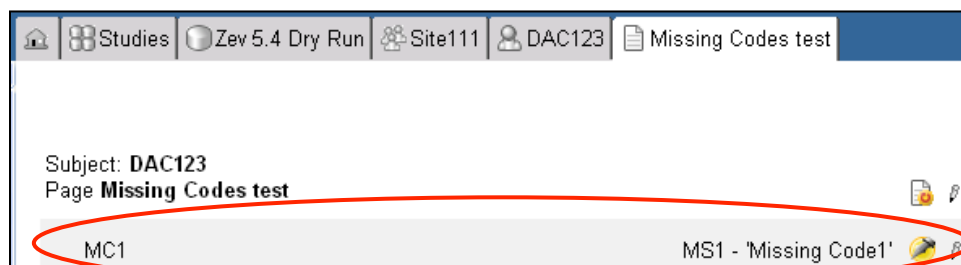 Studies Zev 5.4 Dry Run Site111 DAC123 Missing Codes test
Subject: DAC123
Page Missing Codes test
MC1 MS1 - 'Missing Code1'